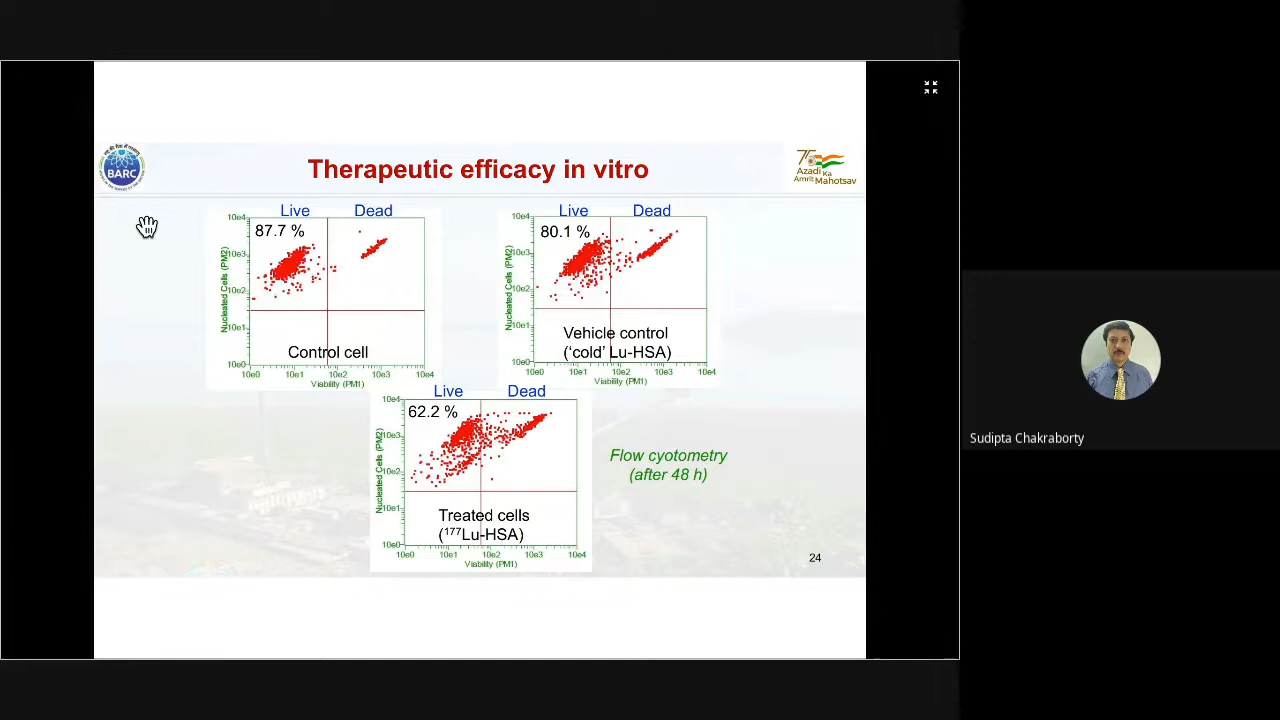 Therapeutic efficacy in vitro
BARC
75
Azadi
Ka
Amrit Mahotsav
Live Dead
10e4
87.7 %
10e3
Nucleated Cells (PM2)
10e2
10e1
Control cell
10e0
10e0 10e1 10e2 10e3 10e4
Viability (PM1)
Live Dead
10e4
80.1 %
10e3
Nucleated Cells (PM2)
10e2
10e1
Vehicle control
(‘cold’ Lu-HSA)
10e0
10e0 10e1 10e2 10e3 10e4
Viability (PM1)
Live Dead
10e4
62.2 %
10e3
Nucleated Cells (PM2)
10e2
10e1
Treated cells
(¹⁷⁷Lu-HSA)
10e0
10e0 10e1 10e2 10e3 10e4
Viability (PM1)
Flow cyotometry
(after 48 h)
24
Sudipta Chakraborty